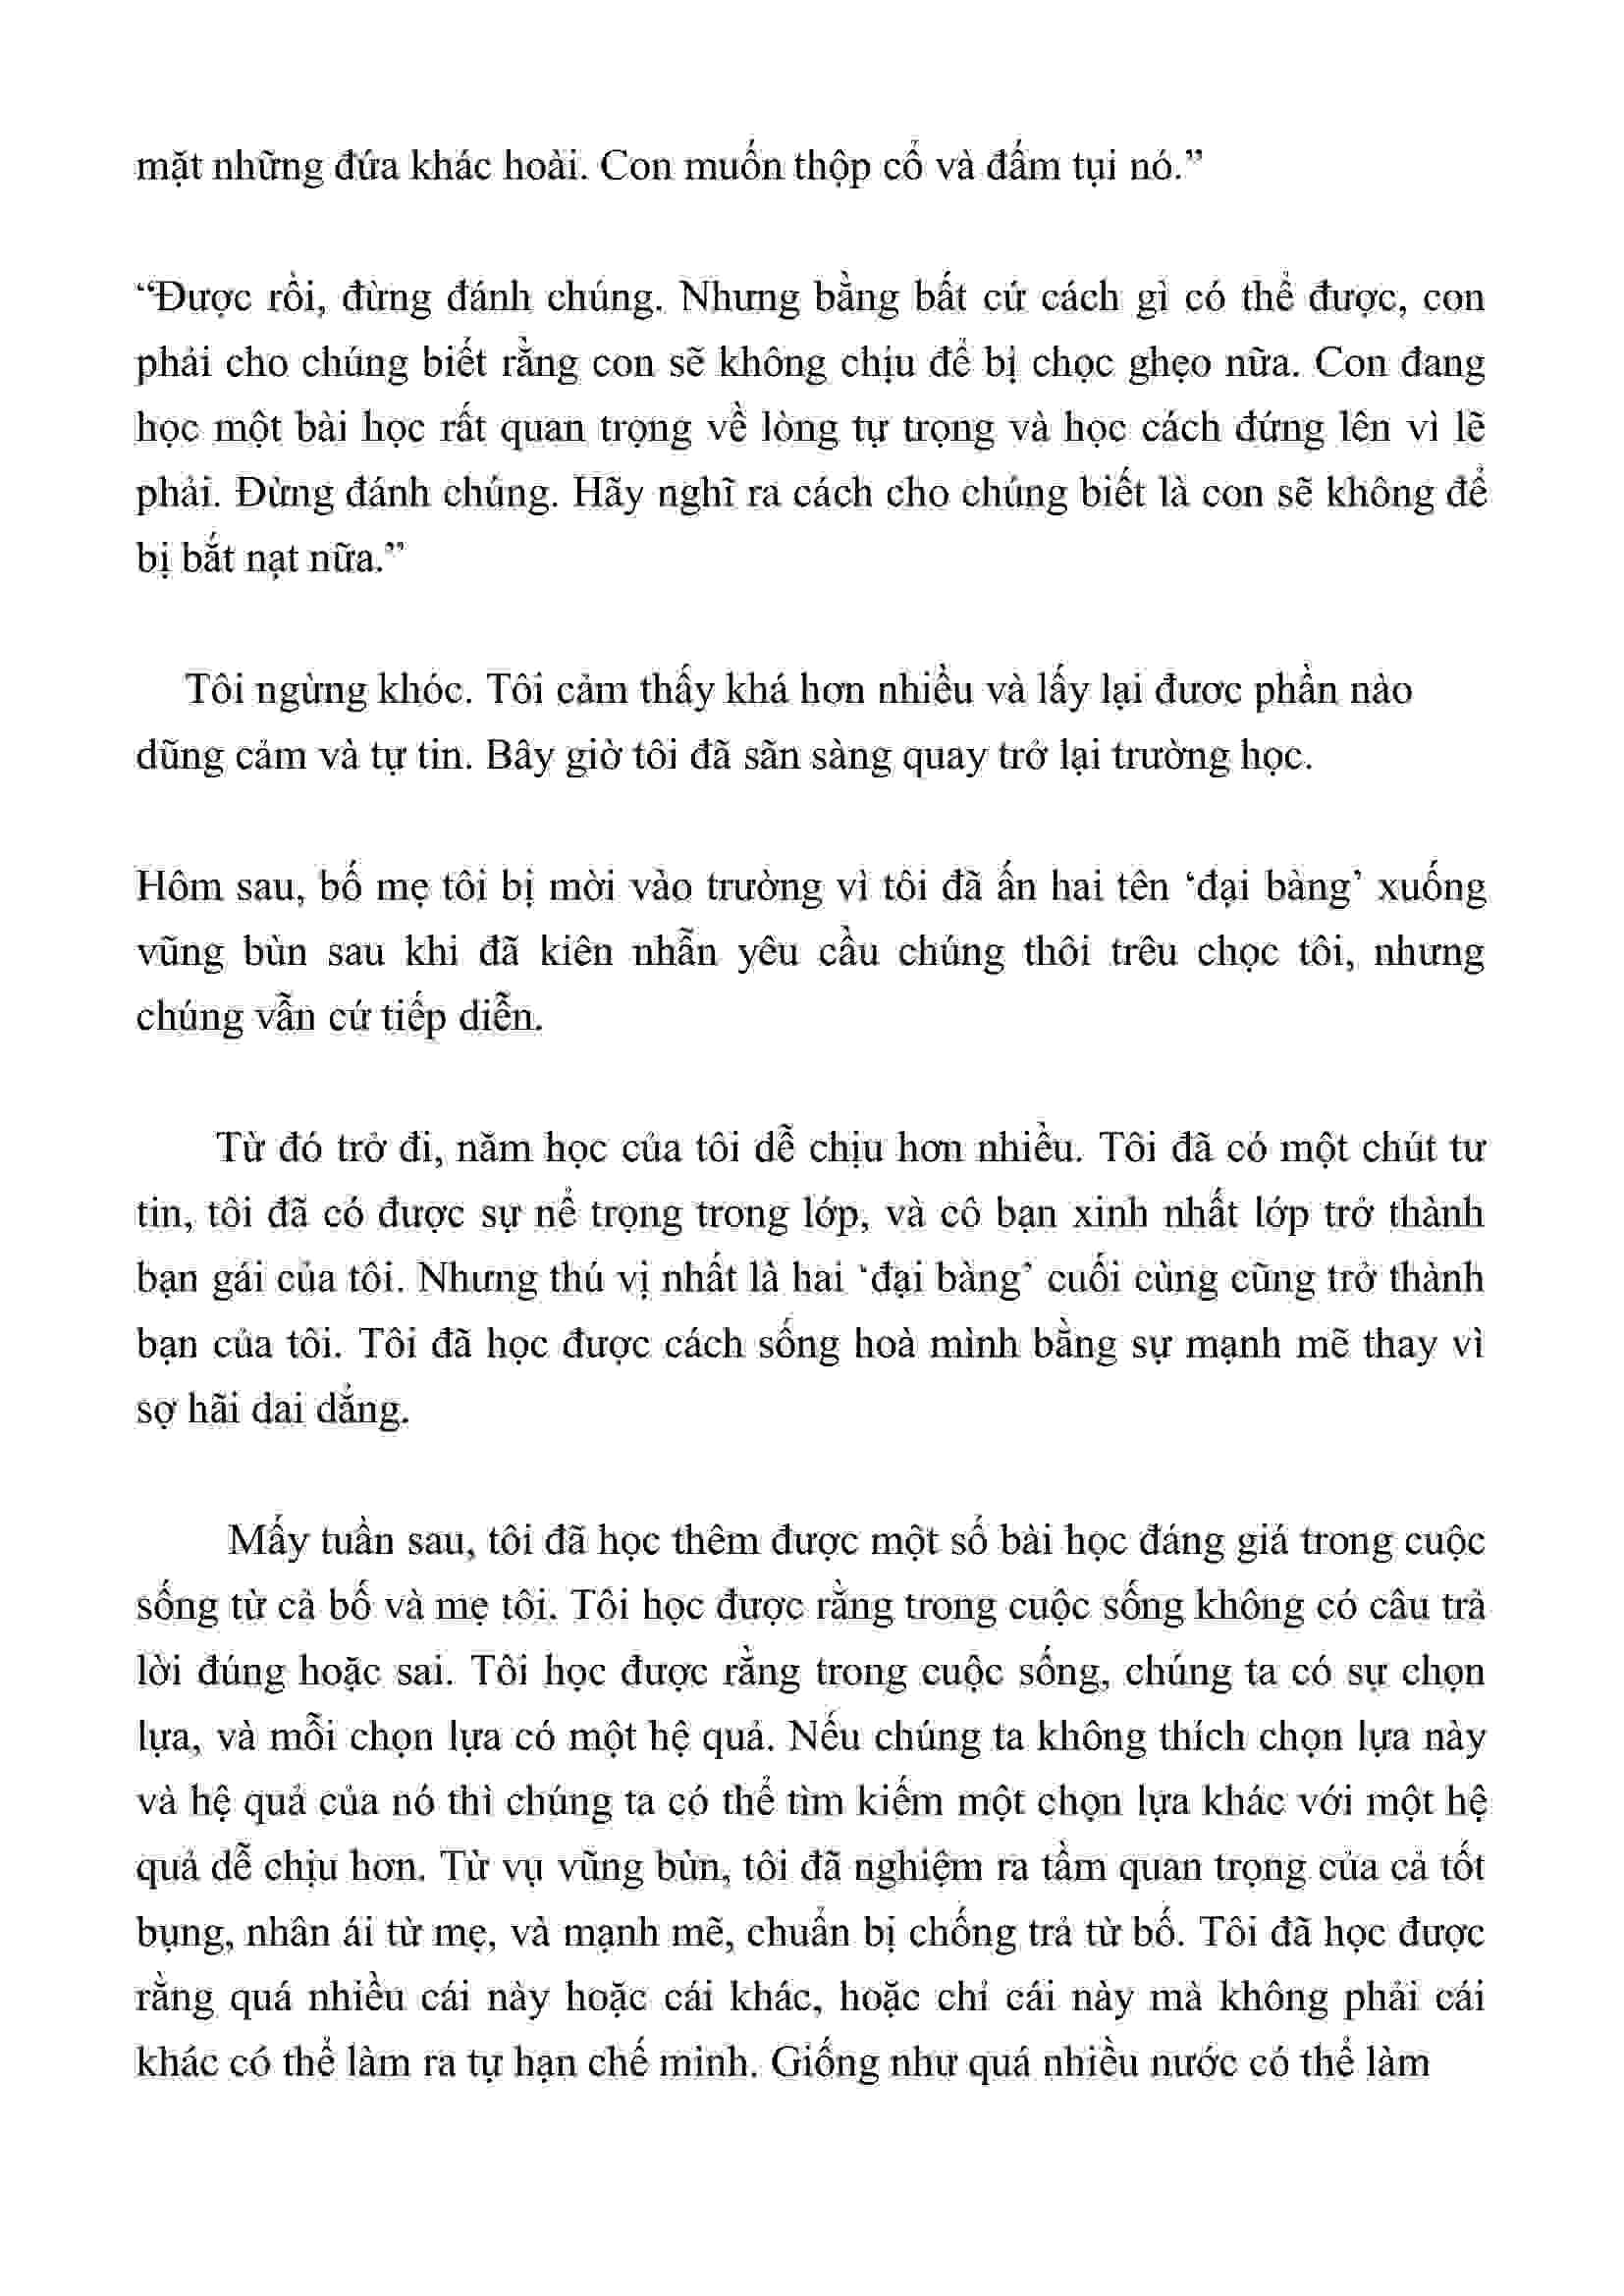 mặt những đứa khác hoài. Con muốn thộp cổ và đấm tụi nó.”
“Được rồi, đừng đánh chúng. Nhưng bằng bất cứ cách gì có thể được, con
phải cho chúng biết rằng con sẽ không chịu để bị chọc ghẹo nữa. Con đang
học một bài học rất quan trọng về lòng tự trọng và học cách đứng lên vì lẽ
phải. Đừng đánh chúng. Hãy nghĩ ra cách cho chúng biết là con sẽ không để
bị bắt nạt nữa.”
Tôi ngừng khóc. Tôi cảm thấy khá hơn nhiều và lấy lại đươc phần nào
dũng cảm và tự tin. Bây giờ tôi đã sãn sàng quay trở lại trường học.
Hôm sau, bố mẹ tôi bị mời vào trường vì tôi đã ấn hai tên ‘đại bàng’ xuống
vũng bùn sau khi đã kiên nhẫn yêu cầu chúng thôi trêu chọc tôi, nhưng
chúng vẫn cứ tiếp diễn.
Từ đó trở đi, năm học của tôi dễ chịu hơn nhiều. Tôi đã có một chút tư
tin, tôi đã có được sự nể trọng trong lớp, và cô bạn xinh nhất lớp trở thành
bạn gái của tôi. Nhưng thú vị nhất là hai ‘đại bàng’ cuối cùng cũng trở thành
bạn của tôi. Tôi đã học được cách sống hoà mình bằng sự mạnh mẽ thay vì
sợ hãi dai dẳng.
Mấy tuần sau, tôi đã học thêm được một số bài học đáng giá trong cuộc
sống từ cả bố và mẹ tôi. Tôi học được rằng trong cuộc sống không có câu trả
lời đúng hoặc sai. Tôi học được rằng trong cuộc sống, chúng ta có sự chọn
lựa, và mỗi chọn lựa có một hệ quả. Nếu chúng ta không thích chọn lựa này
và hệ quả của nó thì chúng ta có thể tìm kiếm một chọn lựa khác với một hệ
quả dễ chịu hơn. Từ vụ vũng bùn, tôi đã nghiệm ra tầm quan trọng của cả tốt
bụng, nhân ái từ mẹ, và mạnh mẽ, chuẩn bị chống trả từ bố. Tôi đã học được
rằng quá nhiều cái này hoặc cái khác, hoặc chỉ cái này mà không phải cái
khác có thể làm ra tự hạn chế mình. Giống như quá nhiều nước có thể làm